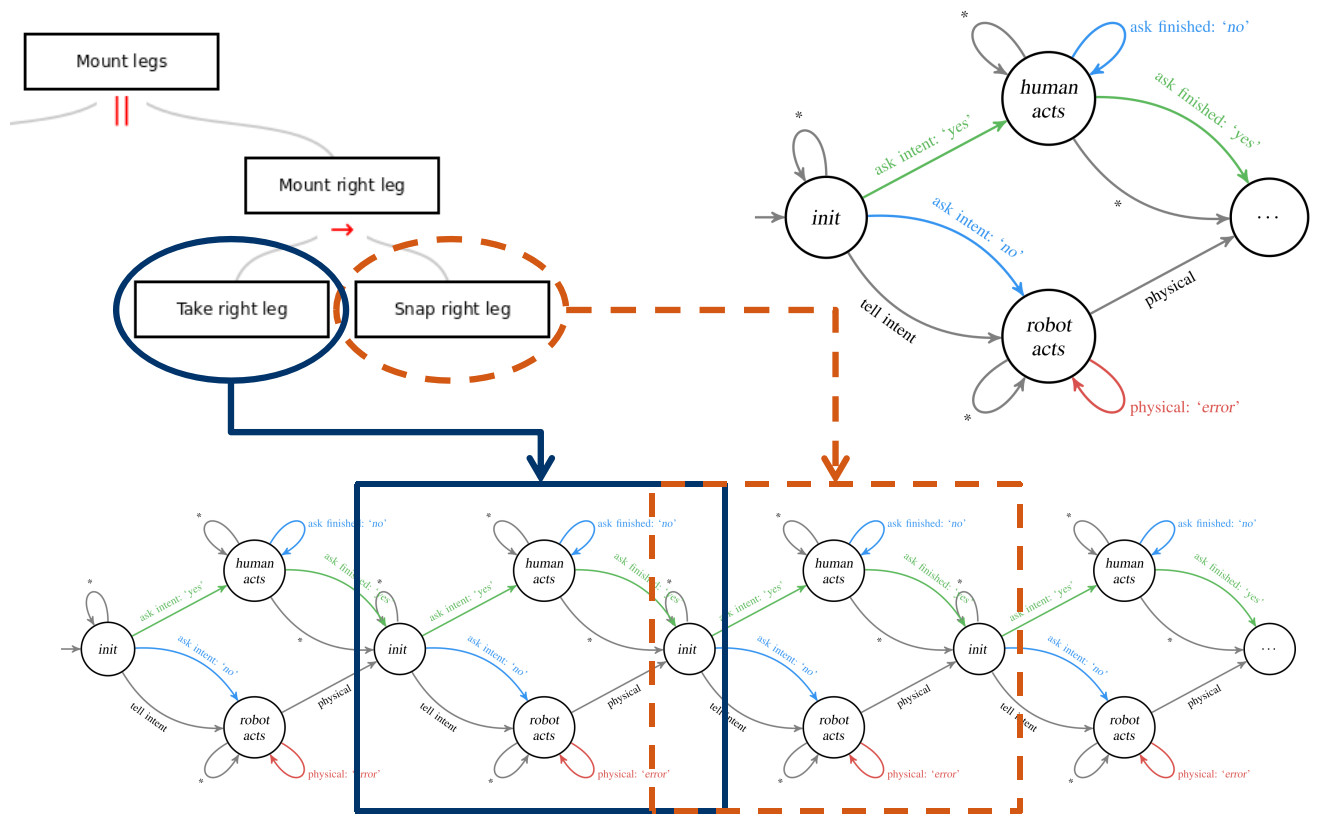 Mount legs
||
Mount right leg
→
Take right leg
Snap right leg
*
ask finished: ‘no’
human
acts
ask finished: ‘yes’
*
ask intent: ‘yes’
init
ask intent: ‘no’
*
...
tell intent
robot
acts
physical
*
physical: ‘error’
*
ask finished: ‘no’
human
acts
ask finished: ‘yes’
*
ask intent: ‘yes’
init
ask intent: ‘no’
*
tell intent
robot
acts
physical
*
physical: ‘error’
*
ask finished: ‘no’
human
acts
ask finished: ‘yes’
*
ask intent: ‘yes’
init
ask intent: ‘no’
*
tell intent
robot
acts
physical
*
physical: ‘error’
*
ask finished: ‘no’
human
acts
ask finished: ‘yes’
*
ask intent: ‘yes’
init
ask intent: ‘no’
*
tell intent
robot
acts
physical
*
physical: ‘error’
*
ask finished: ‘no’
human
acts
ask finished: ‘yes’
*
ask intent: ‘yes’
init
ask intent: ‘no’
*
...
tell intent
robot
acts
physical
*
physical: ‘error’